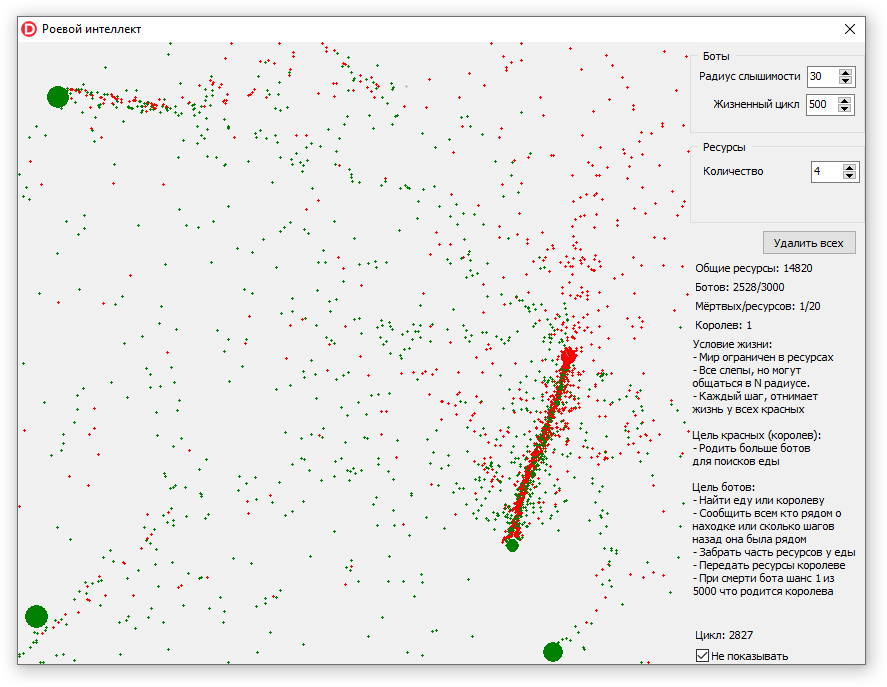 D Роевой интеллект
Боты
Радиус слышимости 30
Жизненный цикл 500
Ресурсы
Количество 4
Удалить всех
Общие ресурсы: 14820
Ботов: 2528/3000
Мёртвых/ресурсов: 1/20
Королев: 1
Условие жизни:
- Мир ограничен в ресурсах
- Все слепы, но могут
общаться в N радиусе.
- Каждый шаг, отнимает
жизнь у всех красных
Цель красных (королев):
- Родить больше ботов
для поисков еды
Цель ботов:
- Найти еду или королеву
- Сообщить всем кто рядом о
находке или сколько шагов
назад она была рядом
- Забрать часть ресурсов у еды
- Передать ресурсы королеве
- При смерти бота шанс 1 из
5000 что родится королева
Цикл: 2827
Не показывать